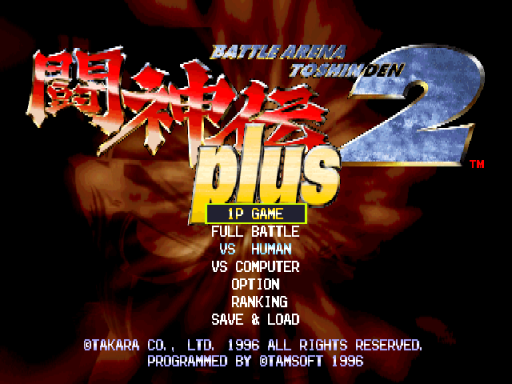 BATTLE ARENA
TOSHINDEN
闘神伝2
TM
plus
1P GAME
FULL BATTLE
VS HUMAN
VS COMPUTER
OPTION
RANKING
SAVE & LOAD
©TAKARA CO., LTD. 1996 ALL RIGHTS RESERVED.
PROGRAMMED BY ©TAMSOFT 1996